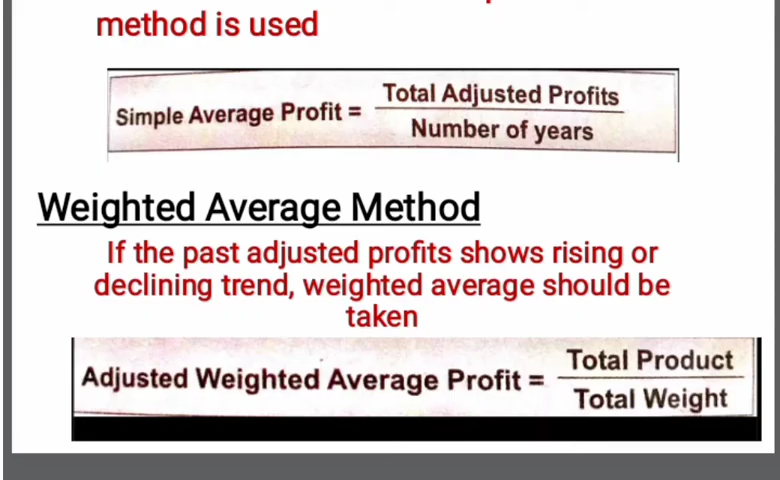 method is used
Simple Average Profit = Total Adjusted Profits
Number of years
Weighted Average Method
If the past adjusted profits shows rising or
declining trend, weighted average should be
taken
Adjusted Weighted Average Profit = Total Product
Total Weight